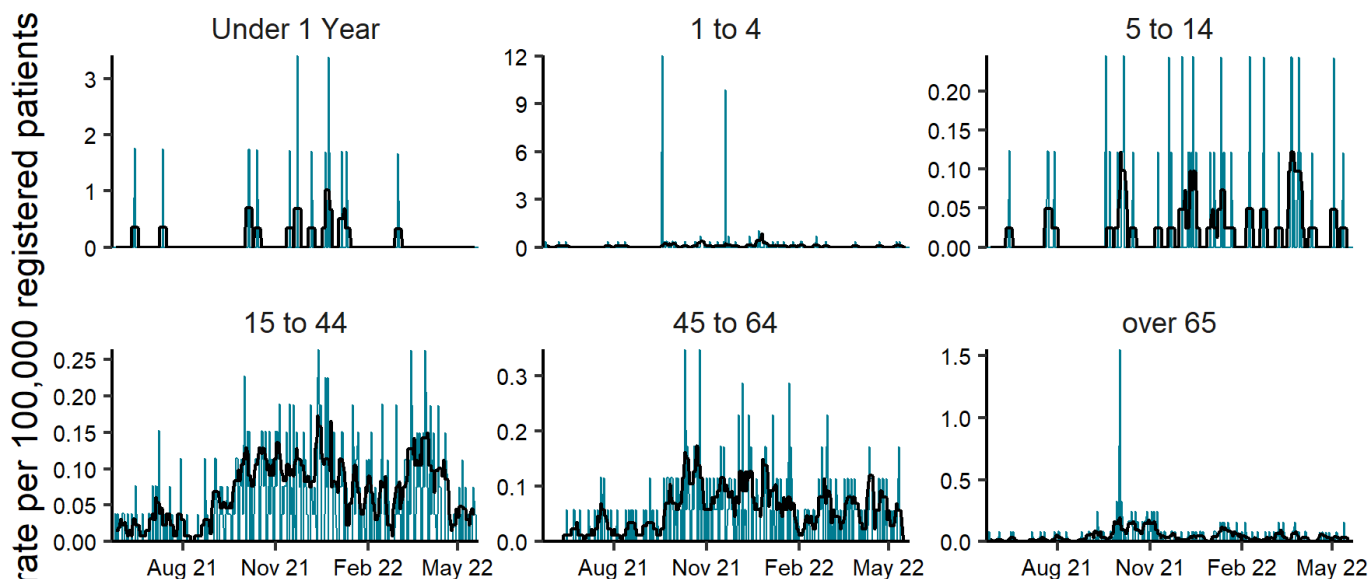 rate per 100,000 registered patients
Under 1 Year
1 to 4
5 to 14
3
2
1
0
12
9
6
3
0
0.20
0.15
0.10
0.05
0.00
15 to 44
45 to 64
over 65
0.25
0.20
0.15
0.10
0.05
0.00
0.3
0.2
0.1
0.0
1.5
1.0
0.5
0.0
Aug 21 Nov 21 Feb 22 May 22
Aug 21 Nov 21 Feb 22 May 22
Aug 21 Nov 21 Feb 22 May 22